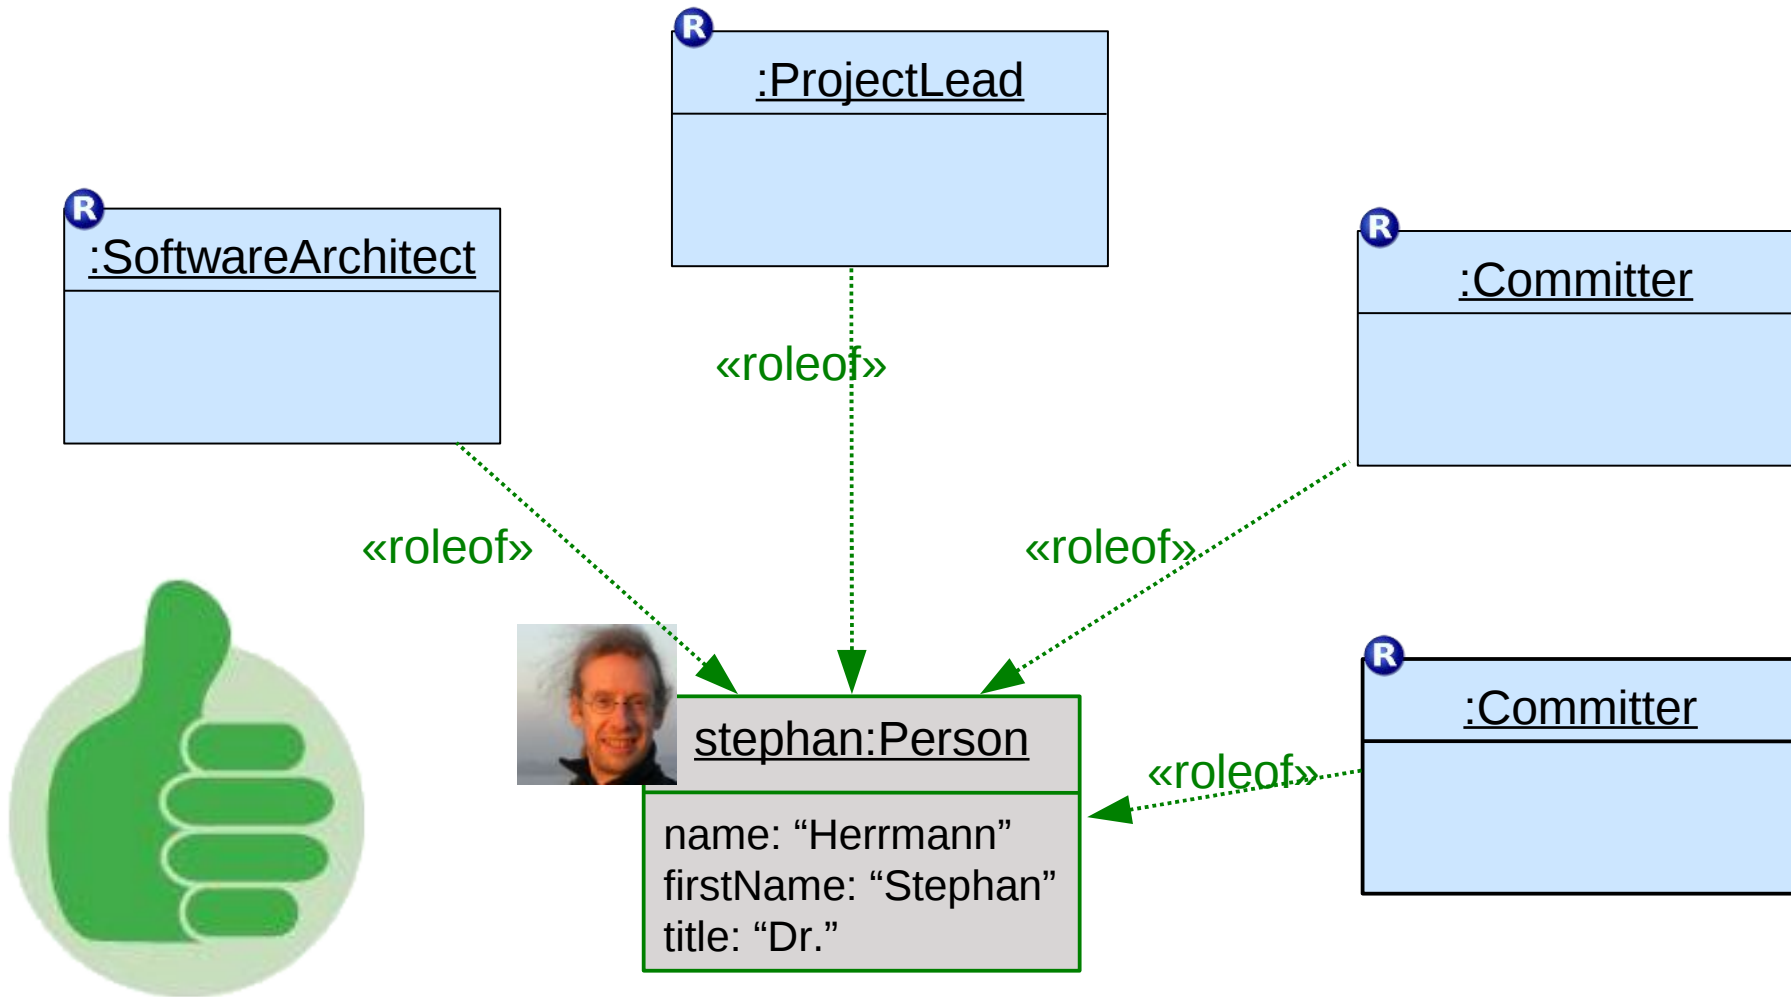 R
:ProjectLead
R
:SoftwareArchitect
R
:Committer
«roleof»
«roleof»
«roleof»
R
:Committer
stephan:Person
«roleof»
name: “Herrmann”
firstName: “Stephan”
title: “Dr.”